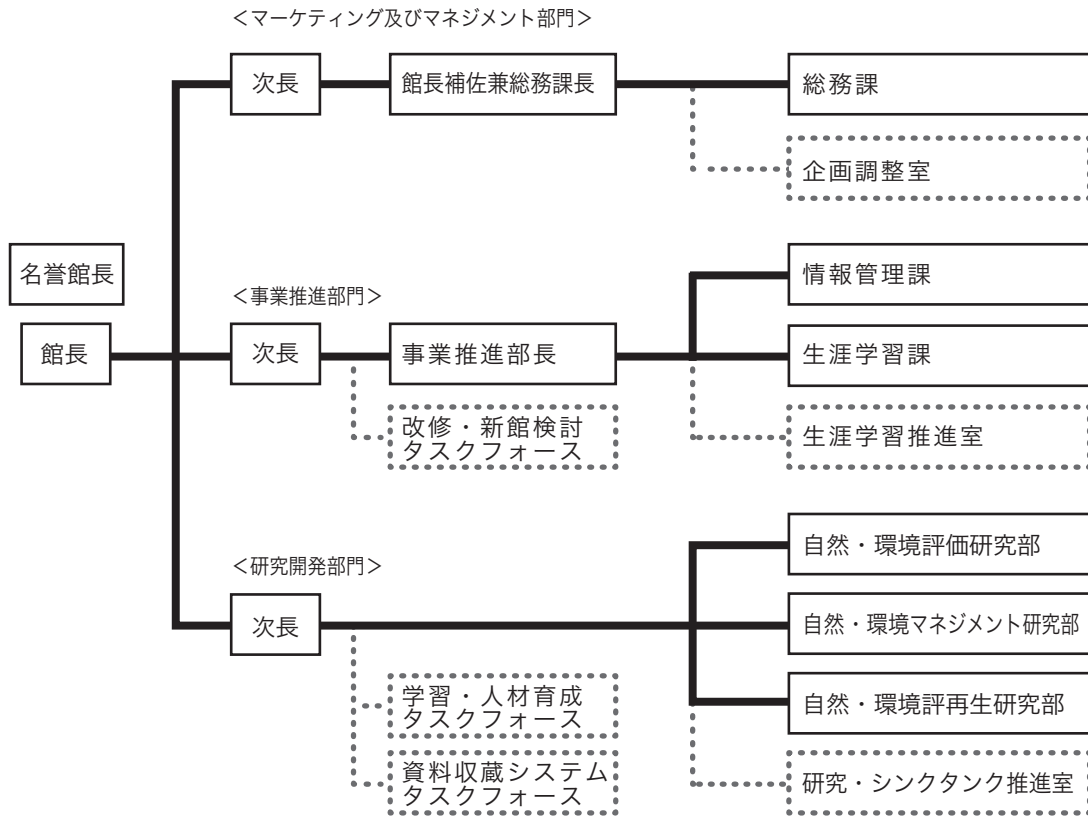 ＜マーケティング及びマネジメント部門＞
次長
館長補佐兼総務課長
総務課
企画調整室
名誉館長
館長
＜事業推進部門＞
次長
事業推進部長
改修・新館検討
タスクフォース
情報管理課
生涯学習課
生涯学習推進室
＜研究開発部門＞
次長
学習・人材育成
タスクフォース
資料収蔵システム
タスクフォース
自然・環境評価研究部
自然・環境マネジメント研究部
自然・環境評再生研究部
研究・シンクタンク推進室